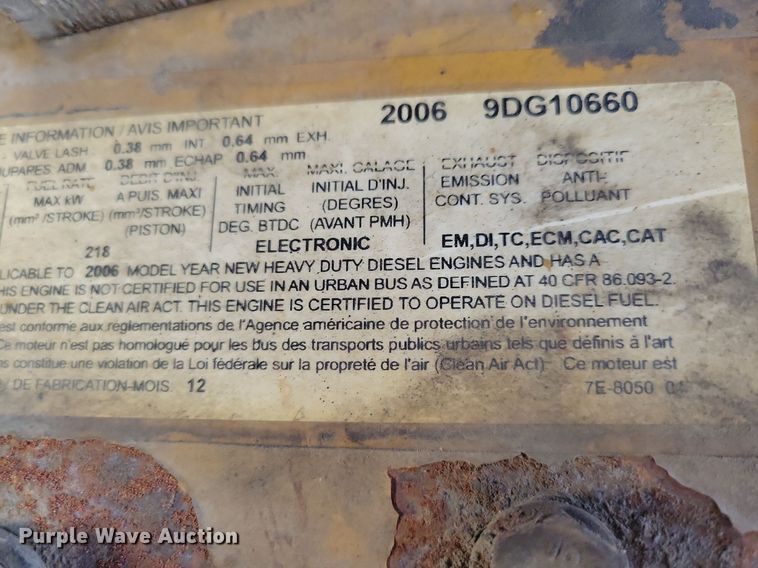 2006 9DG10660
INFORMATION / AVIS IMPORTANT
- VALVE LASH. 0.38 mm INT 0.64 mm EXH.
OUPAPES ADM 0.38 mm ECHAP 0.64 mm
FUEL RATE DEBIT D'INJ. MAX. MAXI. CALAGE EXHAUST DISPOSITIF
MAX kW A PUIS. MAXI INITIAL INITIAL D'INJ. EMISSION ANTI-
(mm³/STROKE) (mm³/STROKE) TIMING (DEGRES) CONT. SYS. POLLUANT
(PISTON) DEG. BTDC (AVANT PMH)
218 ELECTRONIC EM,DI,TC,ECM,CAC,CAT
PLICABLE TO 2006 MODEL YEAR NEW HEAVY DUTY DIESEL ENGINES AND HAS A
HIS ENGINE IS NOT CERTIFIED FOR USE IN AN URBAN BUS AS DEFINED AT 40 CFR 86.093-2.
UNDER THE CLEAN AIR ACT. THIS ENGINE IS CERTIFIED TO OPERATE ON DIESEL FUEL.
est conforme aux réglementations de l'Agence américaine de protection de l'environnement
Ce moteur n'est pas homologué pour les bus des transports publics urbains tels que définis à l'art
ns constitue une violation de la Loi fédérale sur la propreté de l'air (Clean Air Act) Ce moteur est
DE FABRICATION-MOIS. 12 7E-8050
Purple Wave Auction